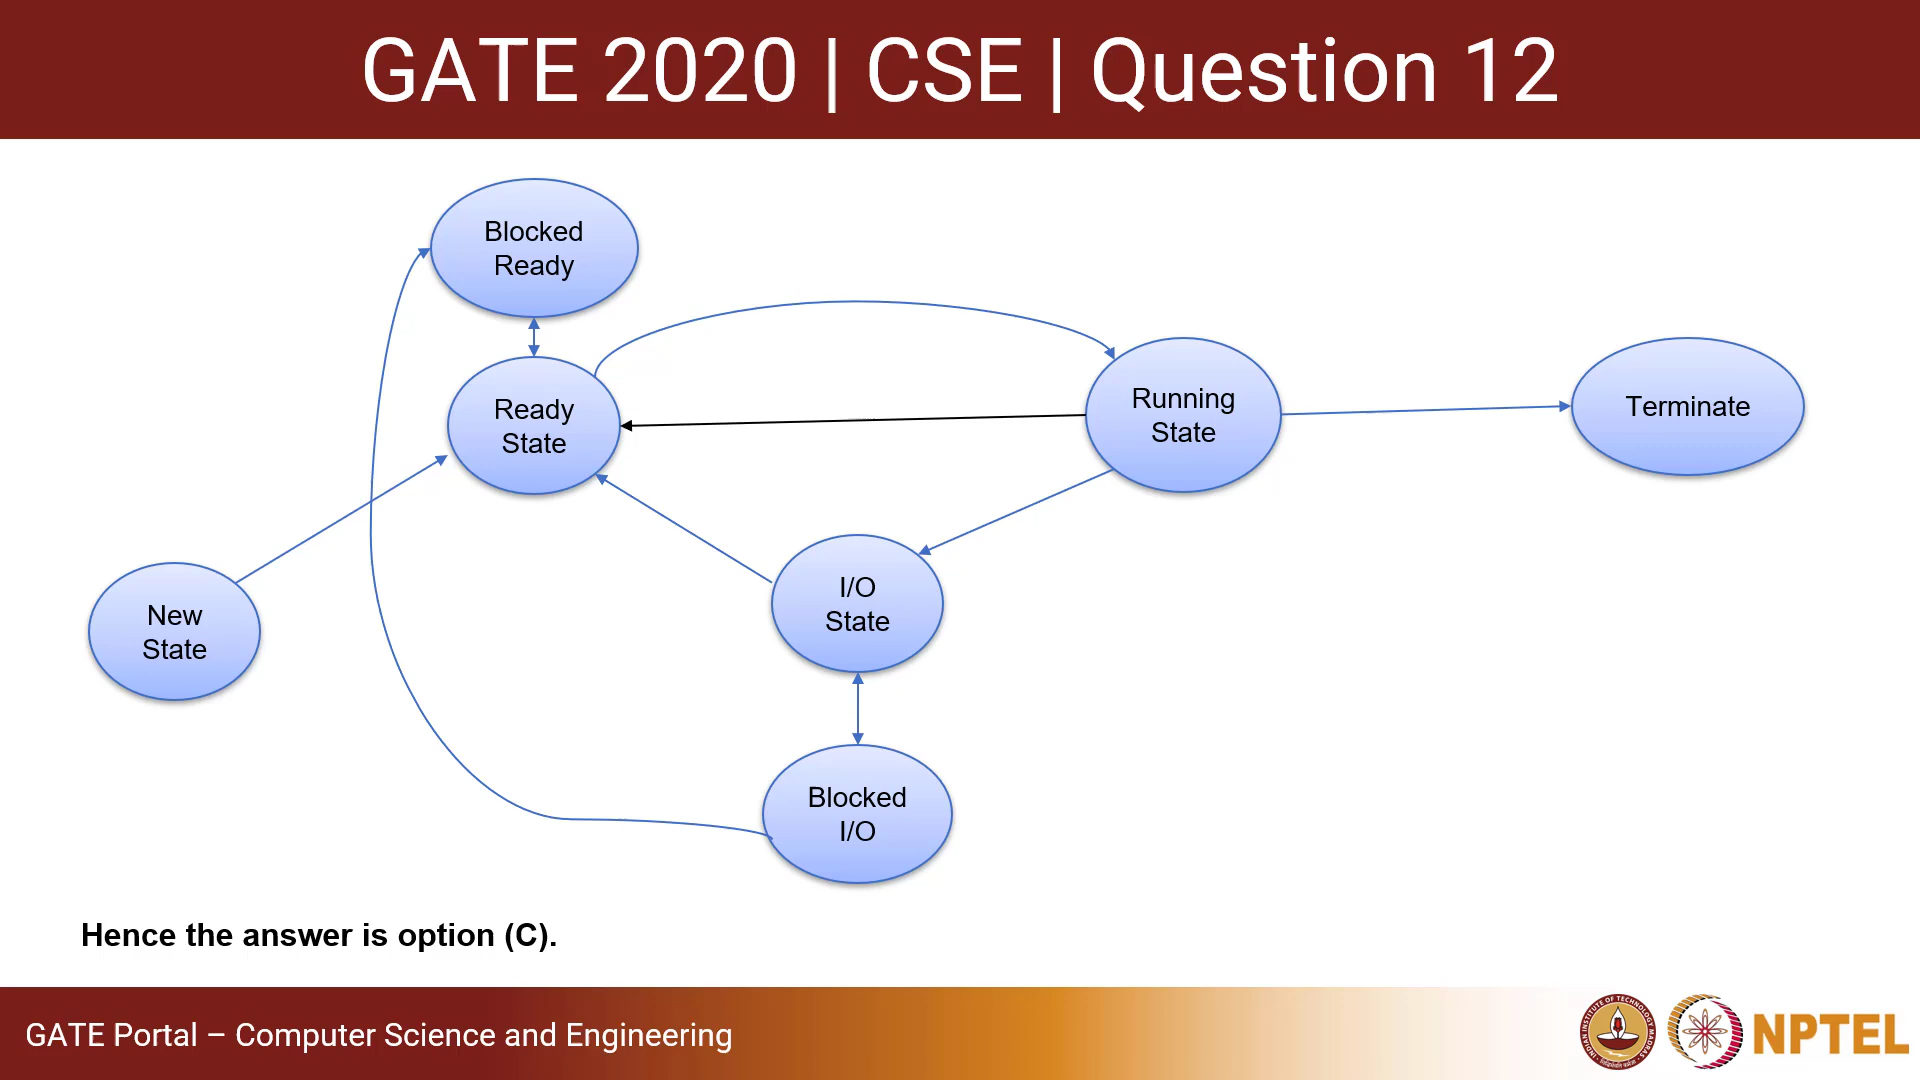 GATE 2020 | CSE | Question 12
Blocked
Ready
Ready
State
Running
State
Terminate
New
State
I/O
State
Blocked
I/O
Hence the answer is option (C).
GATE Portal – Computer Science and Engineering
NPTEL